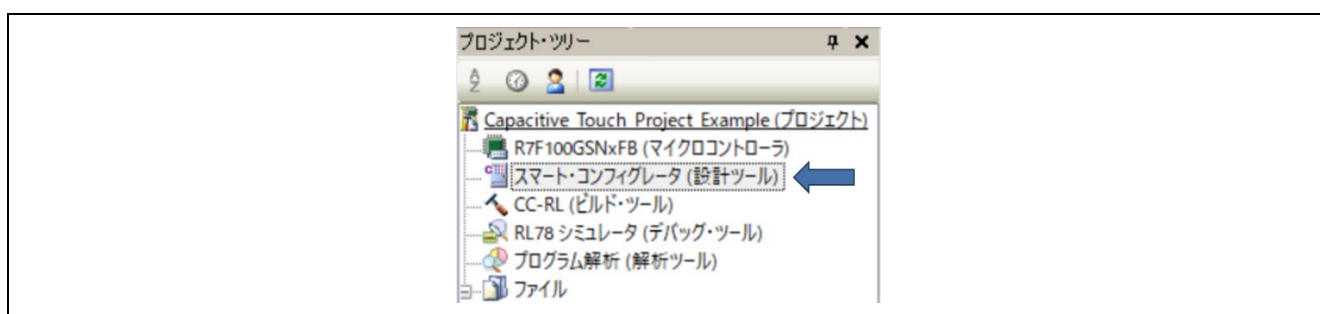 プロジェクト・ツリー
Capacitive Touch Project Example (プロジェクト)
R7F100GSNxFB (マイクロコントローラ)
スマート・コンフィグレータ (設計ツール)
CC-RL (ビルド・ツール)
RL78 シミュレータ (デバッグ・ツール)
プログラム解析 (解析ツール)
ファイル